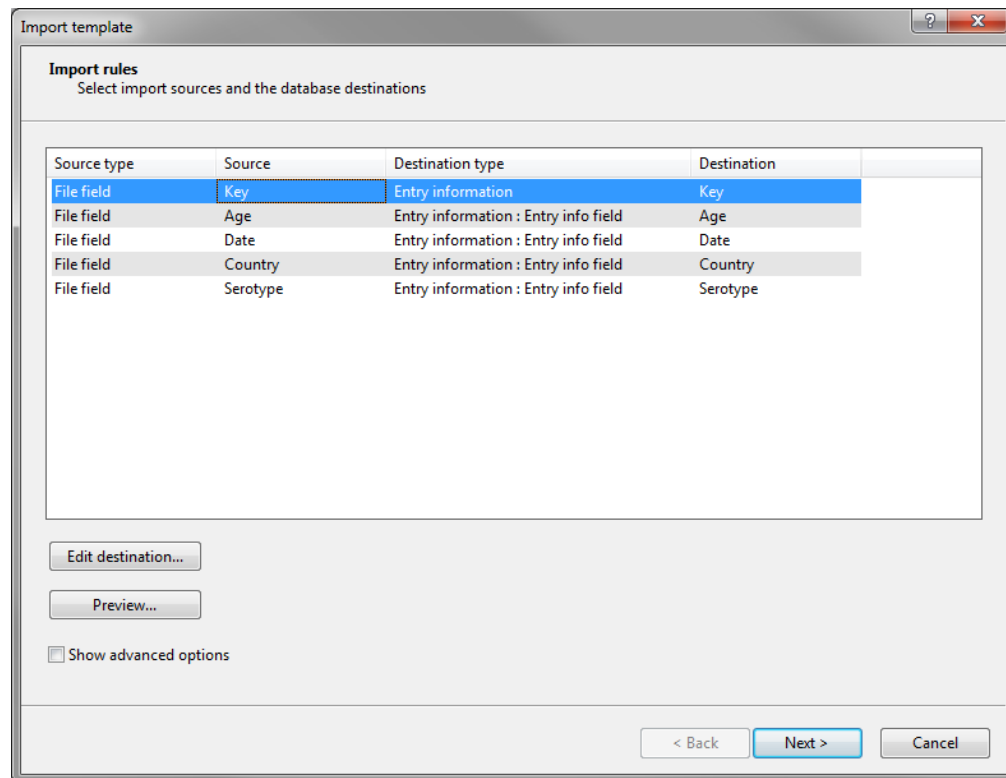 Import template
?
Import rules
Select import sources and the database destinations
Source type Source Destination type Destination
File field Key Entry information Key
File field Age Entry information : Entry info field Age
File field Date Entry information : Entry info field Date
File field Country Entry information : Entry info field Country
File field Serotype Entry information : Entry info field Serotype
Edit destination...
Preview...
Show advanced options
< Back Next > Cancel